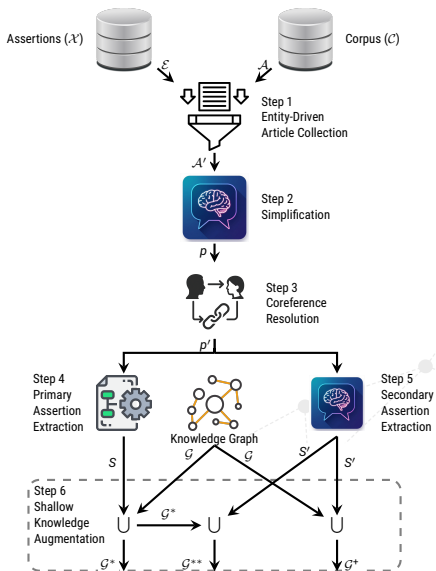 Assertions (𝒳)
Corpus (𝒞)
ℰ
𝒜
Step 1
Entity-Driven
Article Collection
𝒜′
Step 2
Simplification
p
Step 3
Coreference
Resolution
p′
Step 4
Primary
Assertion
Extraction
Knowledge Graph
Step 5
Secondary
Assertion
Extraction
S
𝒢
𝒢
S′
S′
Step 6
Shallow
Knowledge
Augmentation
∪
𝒢*
∪
∪
𝒢*
𝒢**
𝒢+